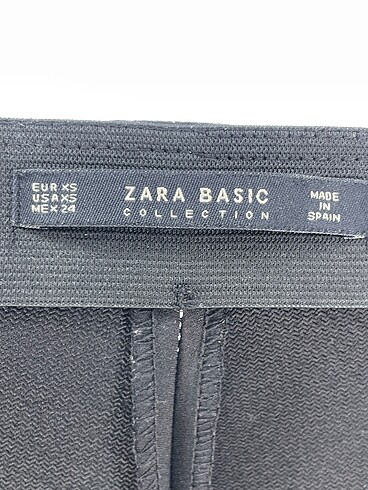 EUR XS
USA XS
MEX 24
ZARA BASIC
COLLECTION
MADE
IN
SPAIN